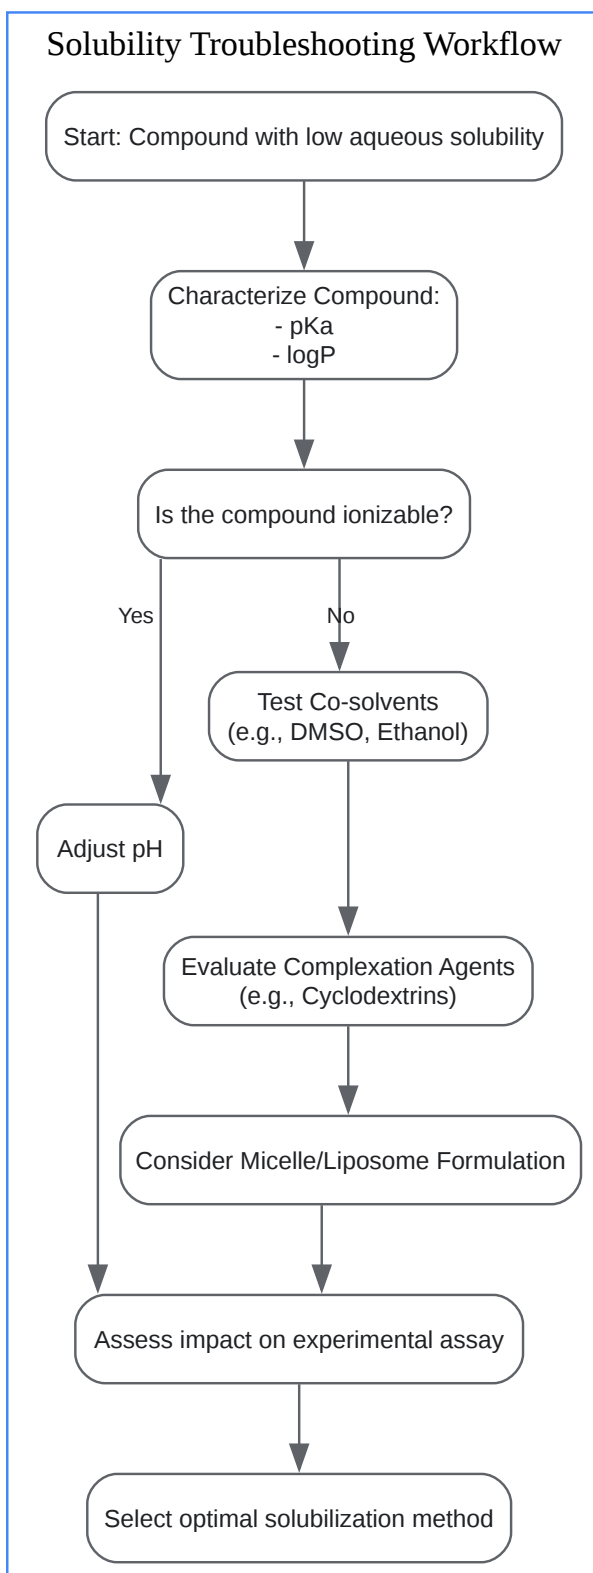 Solubility Troubleshooting Workflow
Start: Compound with low aqueous solubility
Characterize Compound:
- pKa
- logP
Is the compound ionizable?
Yes
No
Test Co-solvents
(e.g., DMSO, Ethanol)
Adjust pH
Evaluate Complexation Agents
(e.g., Cyclodextrins)
Consider Micelle/Liposome Formulation
Assess impact on experimental assay
Select optimal solubilization method